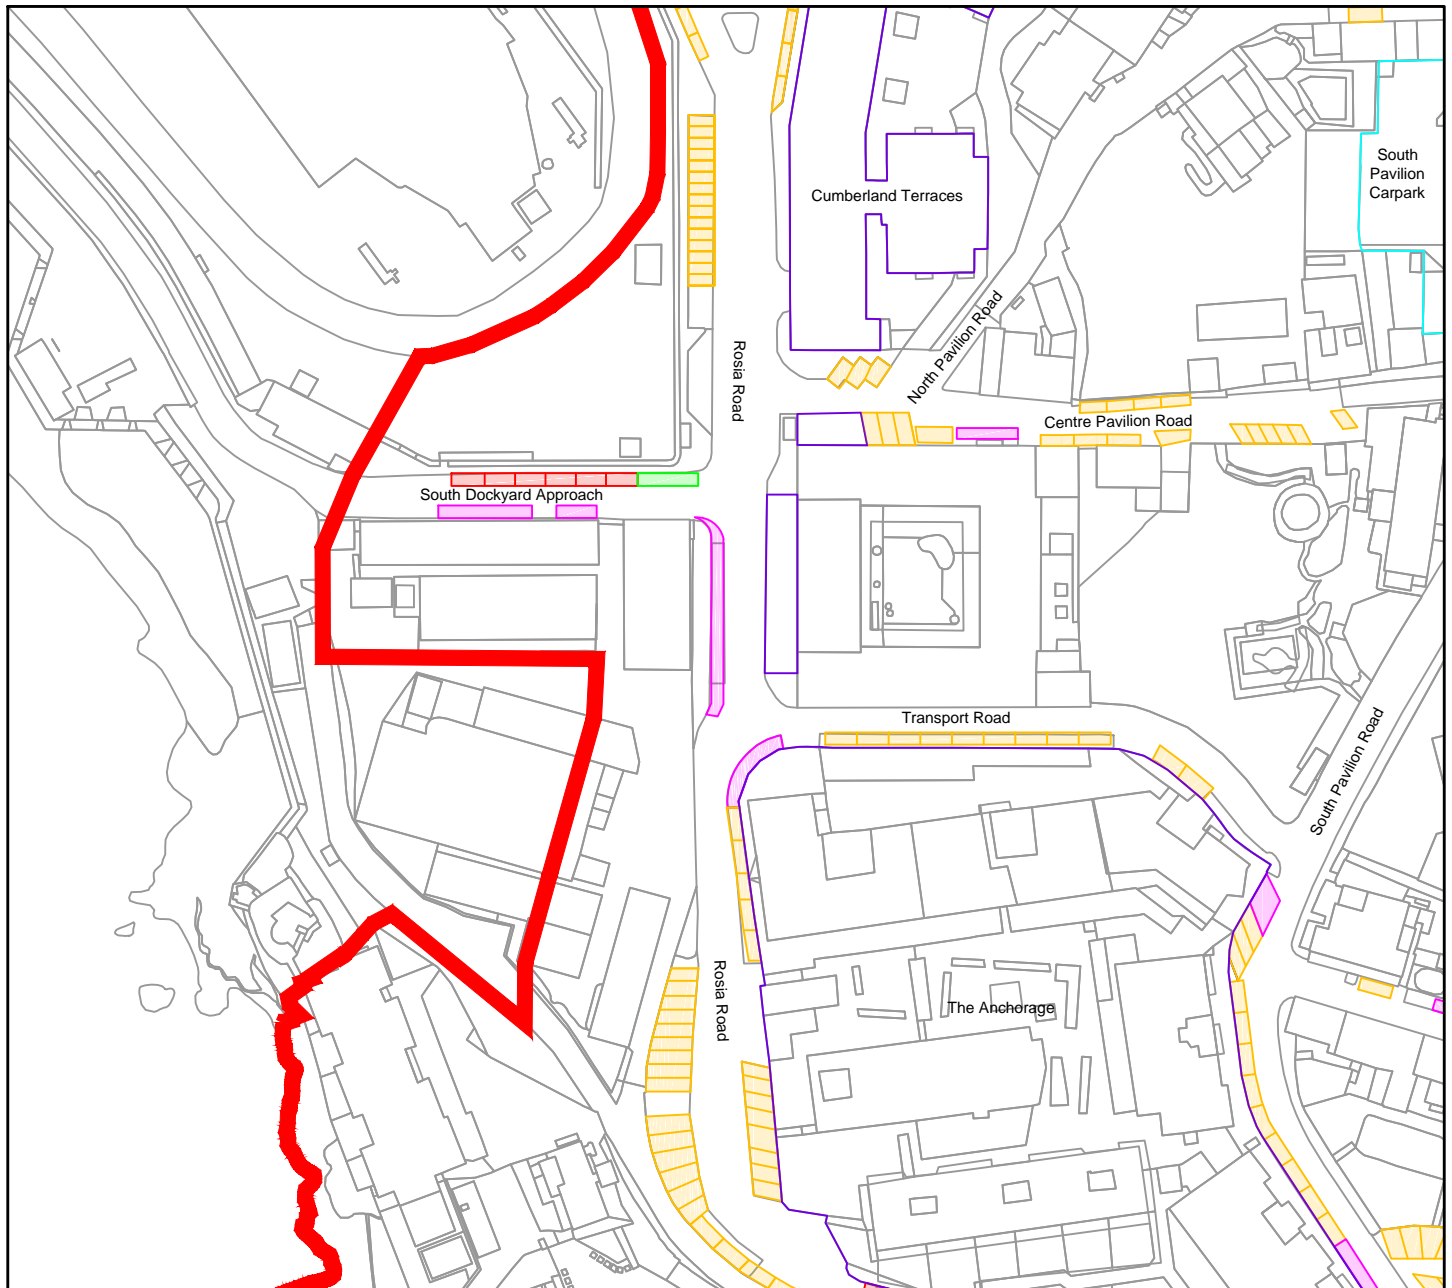 South
Pavilion
Carpark
Cumberland Terraces
North Pavilion Road
Rosia Road
Centre Pavilion Road
South Dockyard Approach
Transport Road
South Pavilion Road
Rosia Road
The Anchorage